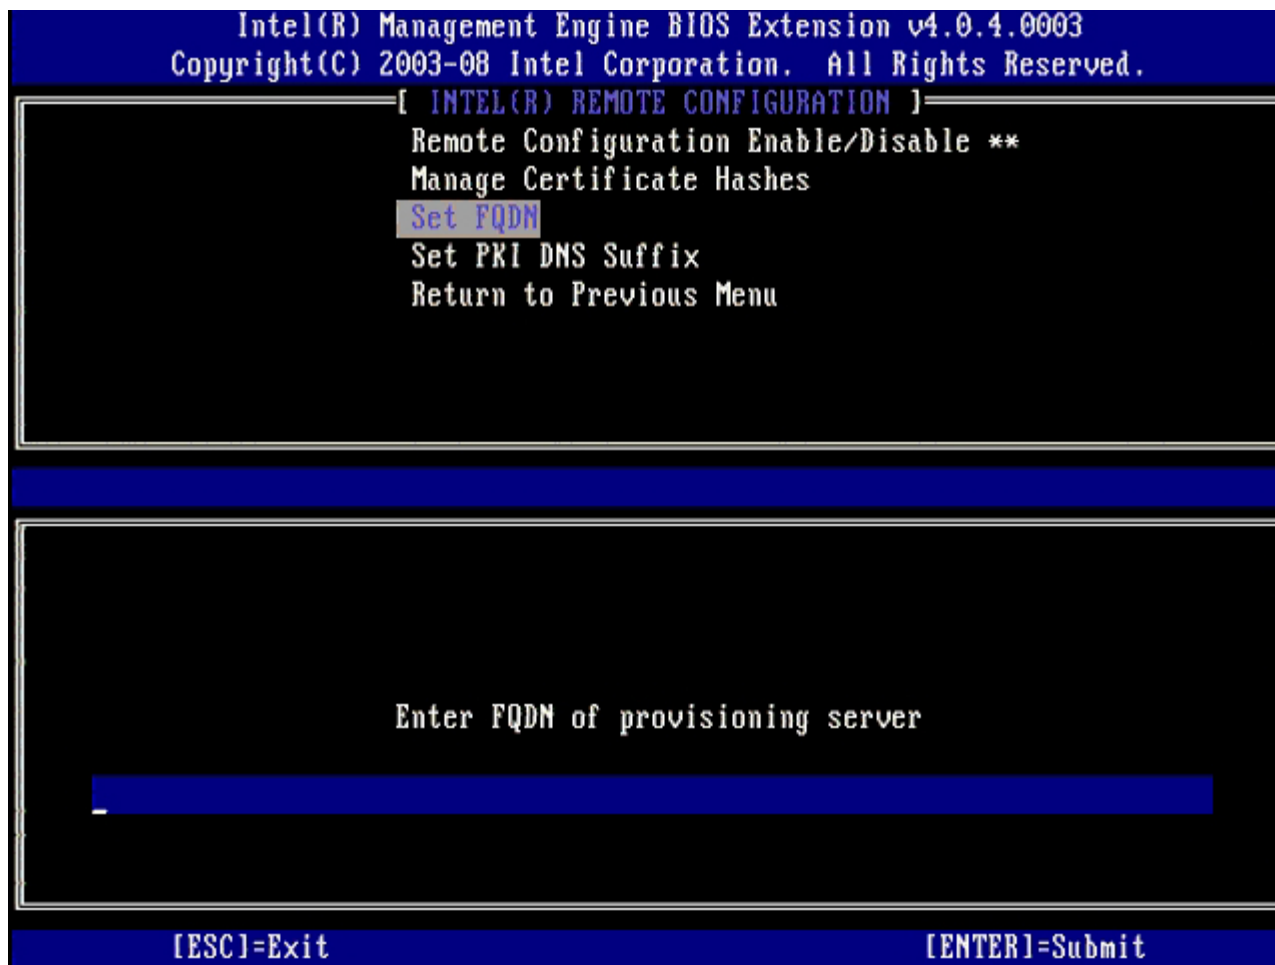 Intel(R) Management Engine BIOS Extension v4.0.4.0003
Copyright(C) 2003-08 Intel Corporation. All Rights Reserved.
[ INTEL(R) REMOTE CONFIGURATION ]
Remote Configuration Enable/Disable **
Manage Certificate Hashes
Set FQDN
Set PKI DNS Suffix
Return to Previous Menu
Enter FQDN of provisioning server
[ESC]=Exit [ENTER]=Submit